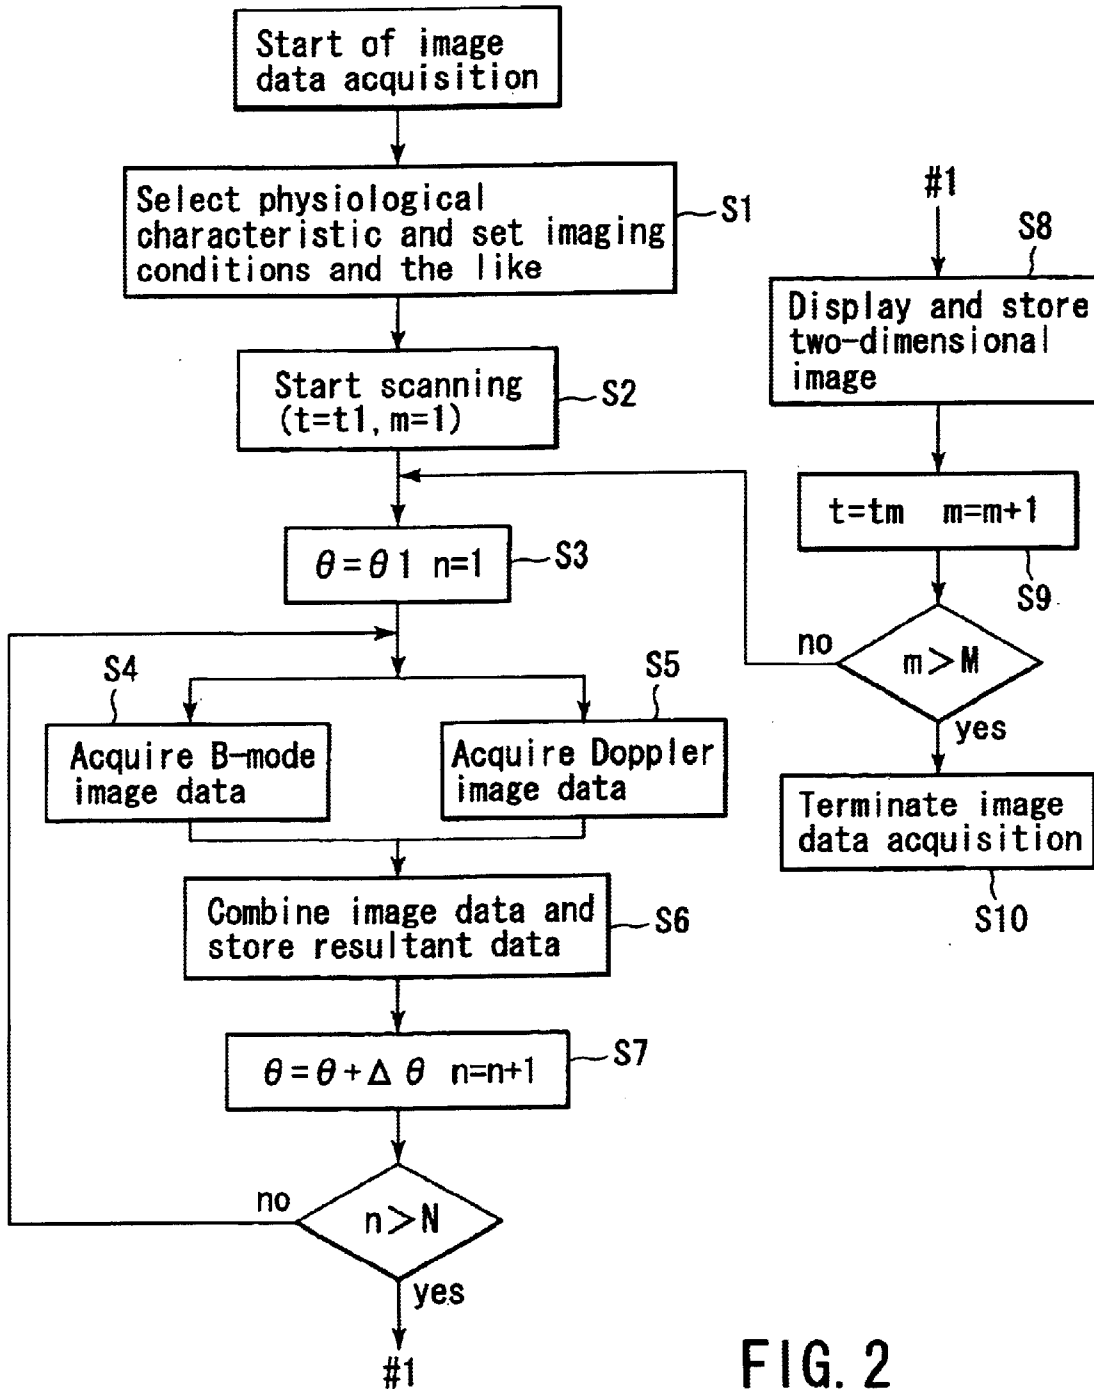 Start of image
data acquisition
Select physiological
characteristic and set imaging
conditions and the like
S1
Start scanning
(t=t1, m=1)
S2
θ=θ1 n=1
S3
S4
Acquire B-mode
image data
S5
Acquire Doppler
image data
Combine image data and
store resultant data
S6
θ=θ+Δθ n=n+1
S7
no
n>N
yes
#1
#1
S8
Display and store
two-dimensional
image
t=tm m=m+1
S9
no
m>M
yes
Terminate image
data acquisition
S10
FIG. 2